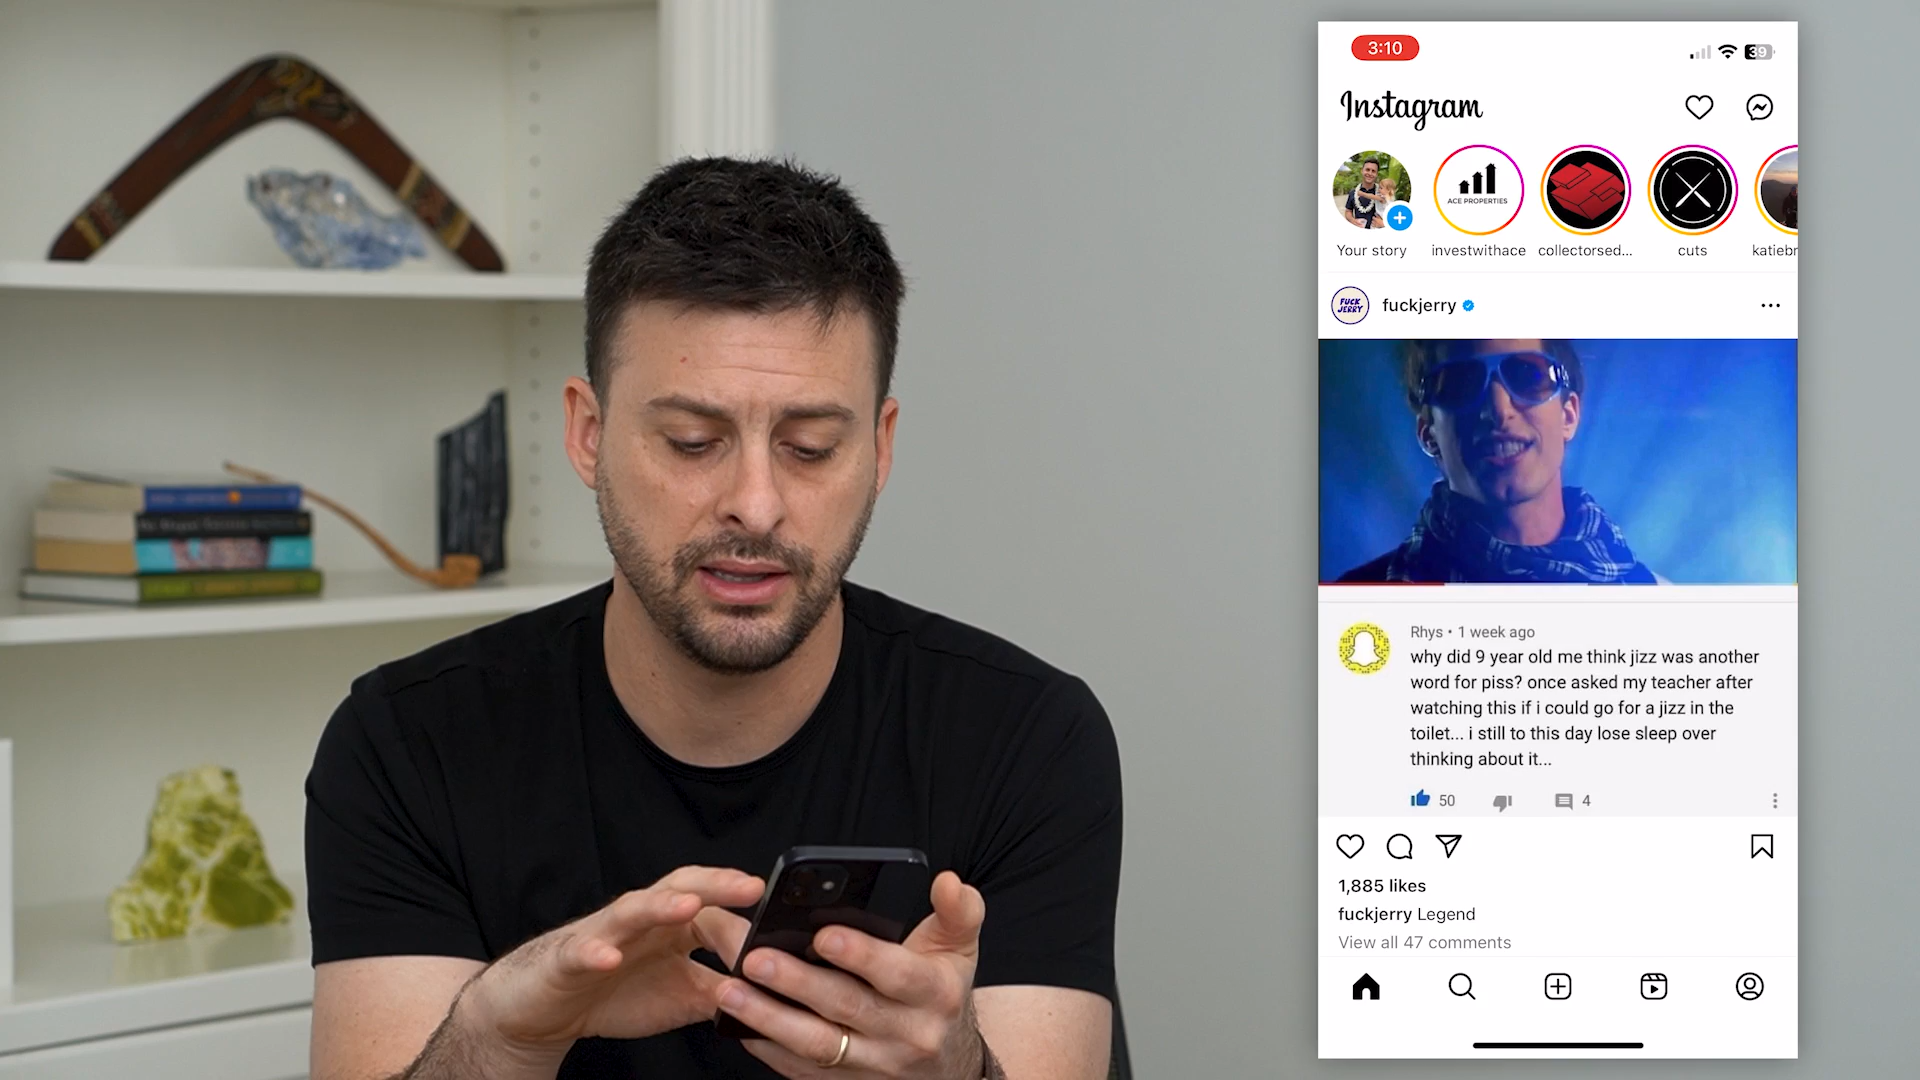 3:10
39
Instagram
ACE PROPERTIES
Your story
investwithace
collectorsed...
cuts
katiebr
FUCK
JERRY
fuckjerry
Rhys • 1 week ago
why did 9 year old me think jizz was another
word for piss? once asked my teacher after
watching this if i could go for a jizz in the
toilet... i still to this day lose sleep over
thinking about it...
50
4
1,885 likes
fuckjerry Legend
View all 47 comments